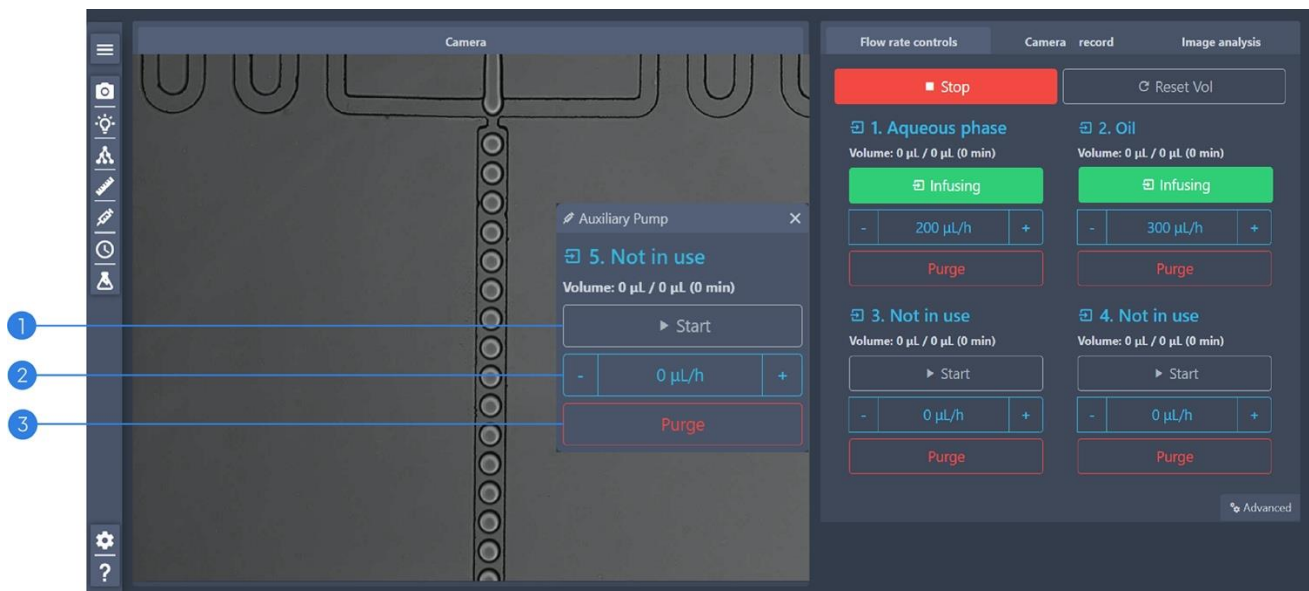 Camera
Auxiliary Pump
5. Not in use
Volume: 0 µL / 0 µL (0 min)
1
Start
2
- 0 µL/h +
3
Purge
Flow rate controls Camera record Image analysis
Stop Reset Vol
1. Aqueous phase
Volume: 0 µL / 0 µL (0 min)
Infusing
- 200 µL/h +
Purge
2. Oil
Volume: 0 µL / 0 µL (0 min)
Infusing
- 300 µL/h +
Purge
3. Not in use
Volume: 0 µL / 0 µL (0 min)
Start
- 0 µL/h +
Purge
4. Not in use
Volume: 0 µL / 0 µL (0 min)
Start
- 0 µL/h +
Purge
Advanced
?